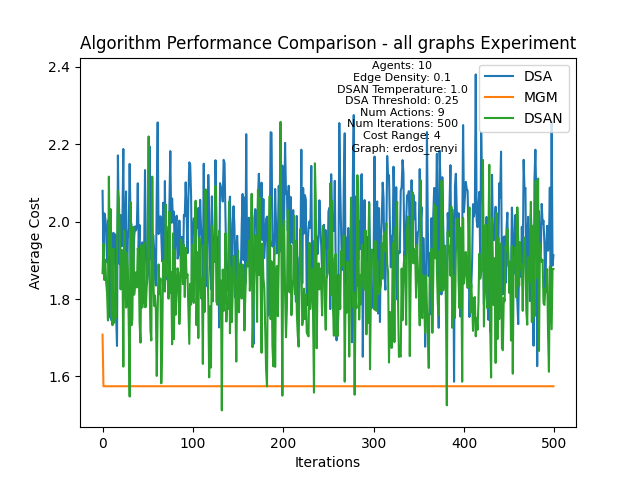 Algorithm Performance Comparison - all graphs Experiment
Agents: 10
Edge Density: 0.1
DSAN Temperature: 1.0
DSA Threshold: 0.25
Num Actions: 9
Num Iterations: 500
Cost Range: 4
Graph: erdos_renyi
DSA
MGM
DSAN
Average Cost
2.4
2.2
2.0
1.8
1.6
0 100 200 300 400 500
Iterations